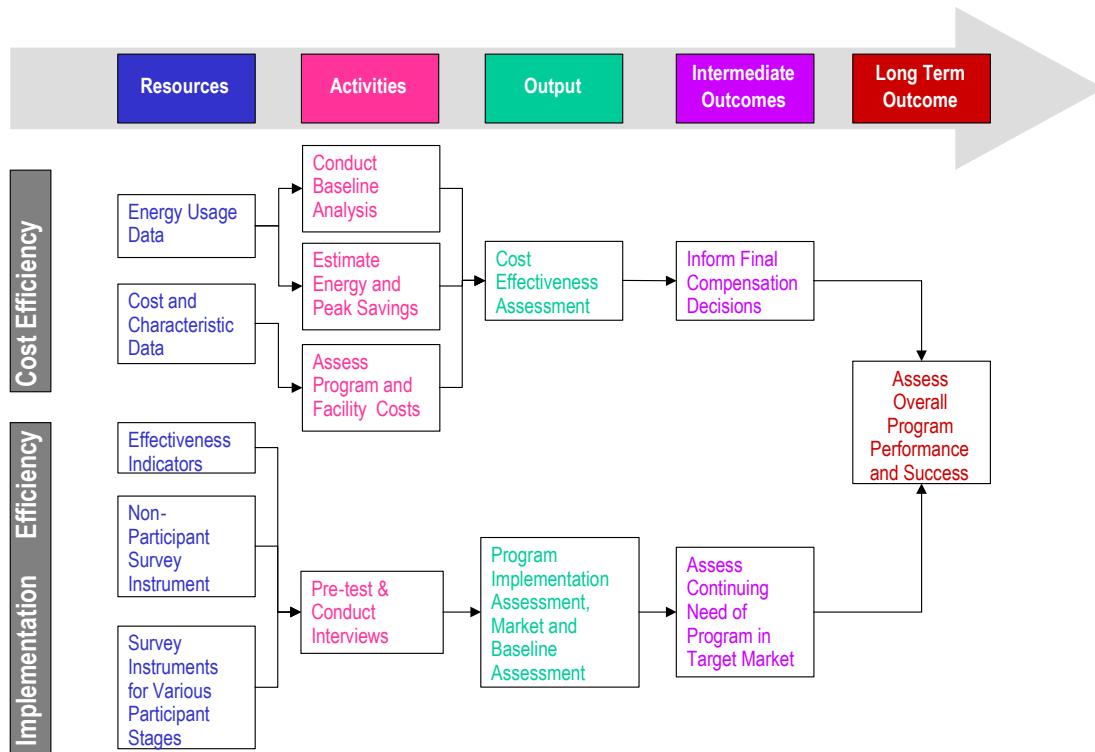 Resources
Activities
Output
Intermediate
Outcomes
Long Term
Outcome
Cost Efficiency
Energy Usage
Data
Cost and
Characteristic
Data
Conduct
Baseline
Analysis
Estimate
Energy and
Peak Savings
Assess
Program and
Facility Costs
Cost
Effectiveness
Assessment
Inform Final
Compensation
Decisions
Assess
Overall
Program
Performance
and Success
Implementation Efficiency
Effectiveness
Indicators
Non-
Participant
Survey
Instrument
Survey
Instruments
for Various
Participant
Stages
Pre-test &
Conduct
Interviews
Program
Implementation
Assessment,
Market and
Baseline
Assessment
Assess
Continuing
Need of
Program in
Target Market